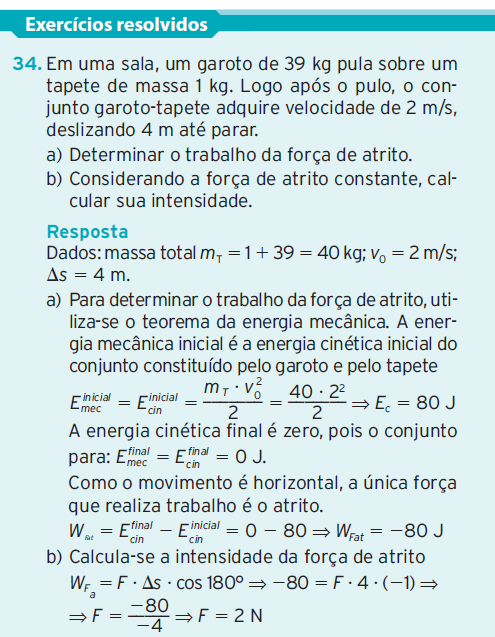 Exercícios resolvidos
34. Em uma sala, um garoto de 39 kg pula sobre um
tapete de massa 1 kg. Logo após o pulo, o con-
junto garoto-tapete adquire velocidade de 2 m/s,
deslizando 4 m até parar.
a) Determinar o trabalho da força de atrito.
b) Considerando a força de atrito constante, cal-
cular sua intensidade.
Resposta
Dados: massa total m_T = 1 + 39 = 40 kg; v_0 = 2 m/s;
Δs = 4 m.
a) Para determinar o trabalho da força de atrito, uti-
liza-se o teorema da energia mecânica. A ener-
gia mecânica inicial é a energia cinética inicial do
conjunto constituído pelo garoto e pelo tapete
E_mec^inicial = E_cin^inicial = (m_T · v_0^2)/2 = (40 · 2^2)/2 ⇒ E_c = 80 J
A energia cinética final é zero, pois o conjunto
para: E_mec^final = E_cin^final = 0 J.
Como o movimento é horizontal, a única força
que realiza trabalho é o atrito.
W_fat = E_cin^final − E_cin^inicial = 0 − 80 ⇒ W_Fat = −80 J
b) Calcula-se a intensidade da força de atrito
W_F_a = F · Δs · cos 180° ⇒ −80 = F · 4 · (−1) ⇒
⇒ F = −80/−4 ⇒ F = 2 N